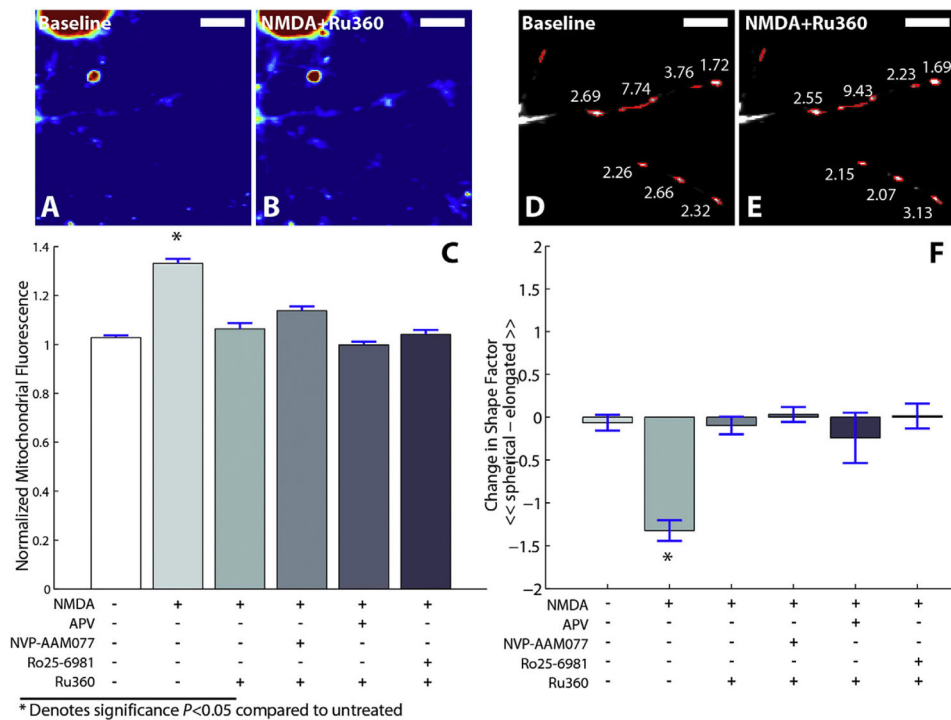 Baseline
NMDA+Ru360
A
B
Baseline
NMDA+Ru360
2.69
7.74
3.76
1.72
2.26
2.66
2.32
D
2.55
9.43
2.23
1.69
2.15
2.07
3.13
E
C
*
Normalized Mitochondrial Fluorescence
1.4
1.2
1
0.8
0.6
0.4
0.2
0
NMDA - + + + + +
APV - - - - + -
NVP-AAM077 - - - + - -
Ro25-6981 - - - - - +
Ru360 - - + + + +
* Denotes significance P<0.05 compared to untreated
F
Change in Shape Factor
<< spherical – elongated >>
2
1.5
1
0.5
0
−0.5
−1
−1.5
−2
*
NMDA - + + + + +
APV - - - - + -
NVP-AAM077 - - - + - -
Ro25-6981 - - - - - +
Ru360 - - + + + +